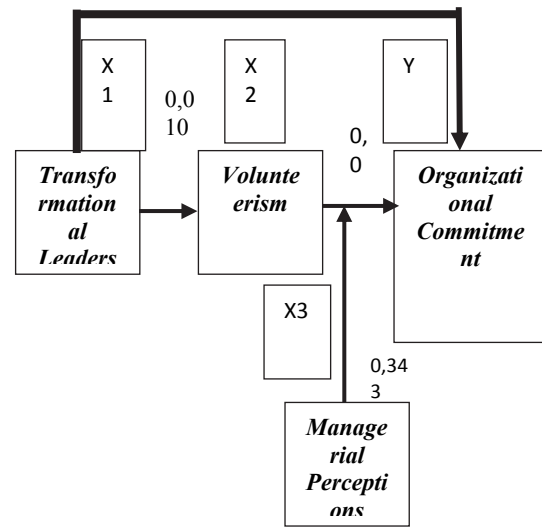 X
1
0,0
10
X
2
Y
0,
0
Transfo
rmation
al
Leaders
Volunte
erism
Organizati
onal
Commitme
nt
X3
0,34
3
Manage
rial
Percepti
ons